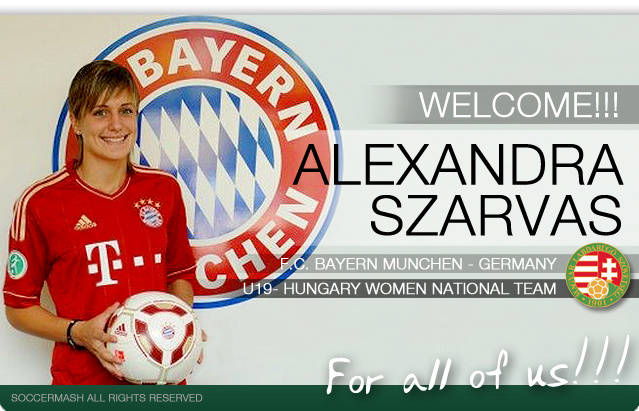 BAYERN
MÜNCHEN
WELCOME!!!
ALEXANDRA
SZARVAS
F.C. BAYERN MUNCHEN - GERMANY
U19- HUNGARY WOMEN NATIONAL TEAM
adidas
T
For all of us!!!
SOCCERMASH ALL RIGHTS RESERVED